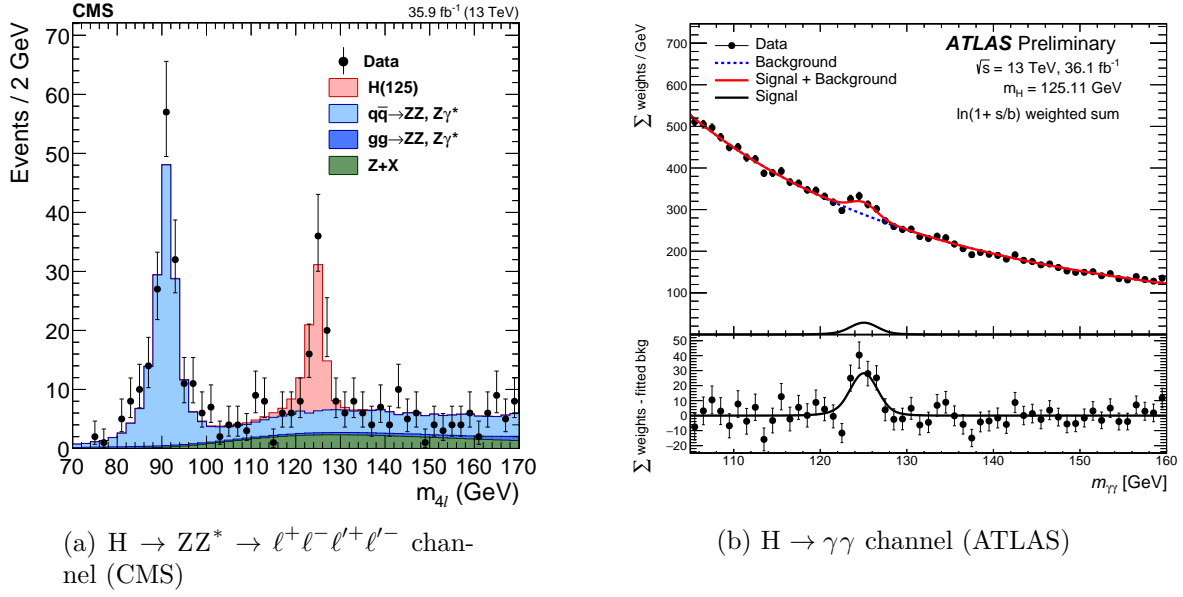 CMS 35.9 fb⁻¹ (13 TeV)
Events / 2 GeV
70
60
50
40
30
20
10
0
Data
H(125)
qq̅→ZZ, Zγ*
gg→ZZ, Zγ*
Z+X
70 80 90 100 110 120 130 140 150 160 170
m4l (GeV)
(a) H → ZZ* → ℓ⁺ℓ⁻ℓ′⁺ℓ′⁻ chan-
nel (CMS)
Σ weights / GeV
700
600
500
400
300
200
100
Data
Background
Signal + Background
Signal
ATLAS Preliminary
√s = 13 TeV, 36.1 fb⁻¹
mH = 125.11 GeV
ln(1+ s/b) weighted sum
Σ weights - fitted bkg
50
40
30
20
10
0
−10
−20
110 120 130 140 150 160
mγγ [GeV]
(b) H → γγ channel (ATLAS)